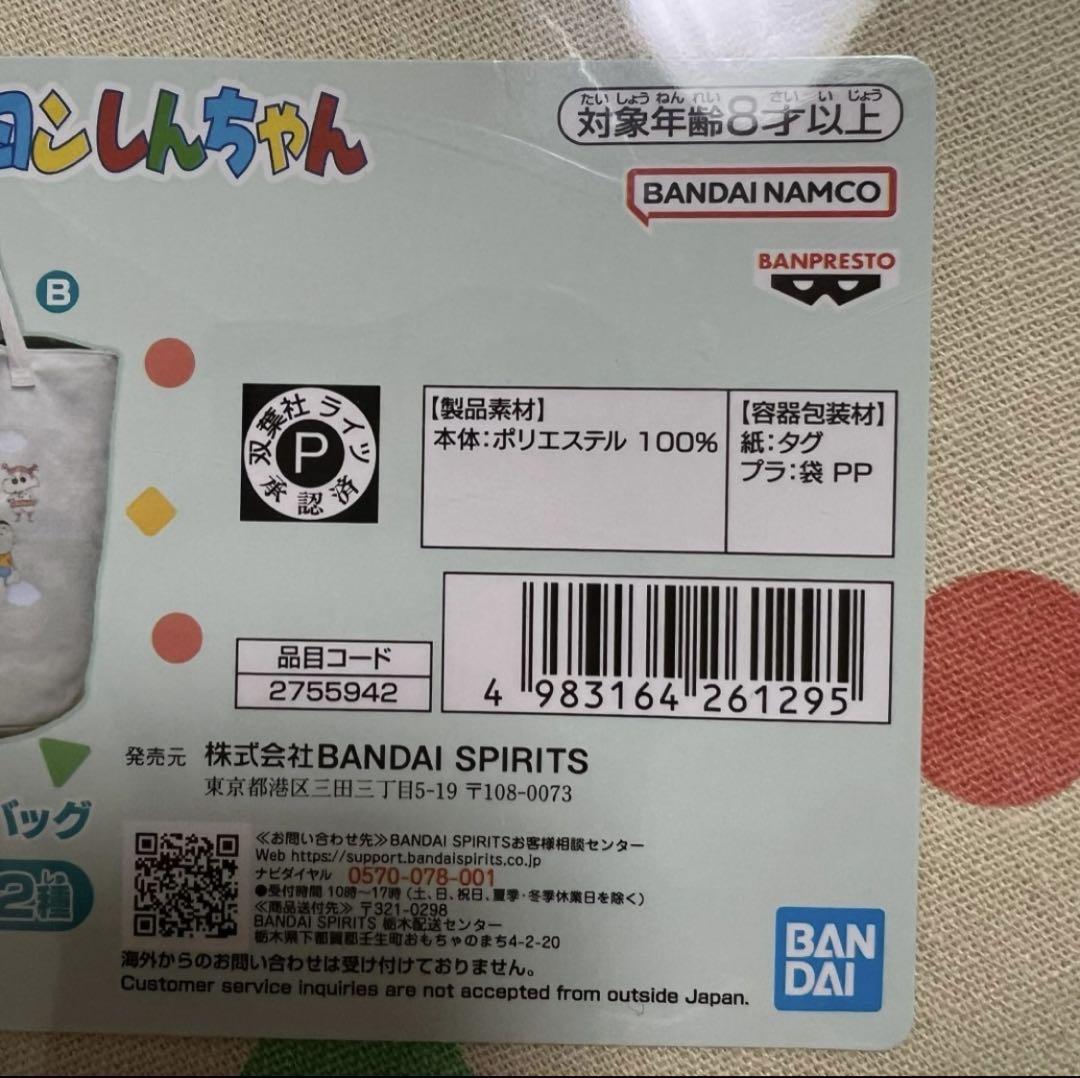 ヨンしんちゃん
たいしょうねんれい さいいじょう
対象年齢8才以上
BANDAI NAMCO
BANPRESTO
B
双葉社ライツ
P
承認済
【製品素材】
本体:ポリエステル 100%
【容器包装材】
紙:タグ
プラ:袋 PP
品目コード
2755942
4 983164 261295
発売元 株式会社BANDAI SPIRITS
東京都港区三田三丁目5-19 〒108-0073
バッグ
2種
≪お問い合わせ先≫BANDAI SPIRITSお客様相談センター
Web https://support.bandaispirits.co.jp
ナビダイヤル 0570-078-001
●受付時間 10時~17時 (土、日、祝日、夏季・冬季休業日を除く)
≪商品送付先≫ 〒321-0298
BANDAI SPIRITS 栃木配送センター
栃木県下都賀郡壬生町おもちゃのまち4-2-20
海外からのお問い合わせは受け付けておりません。
Customer service inquiries are not accepted from outside Japan.
BAN
DAI